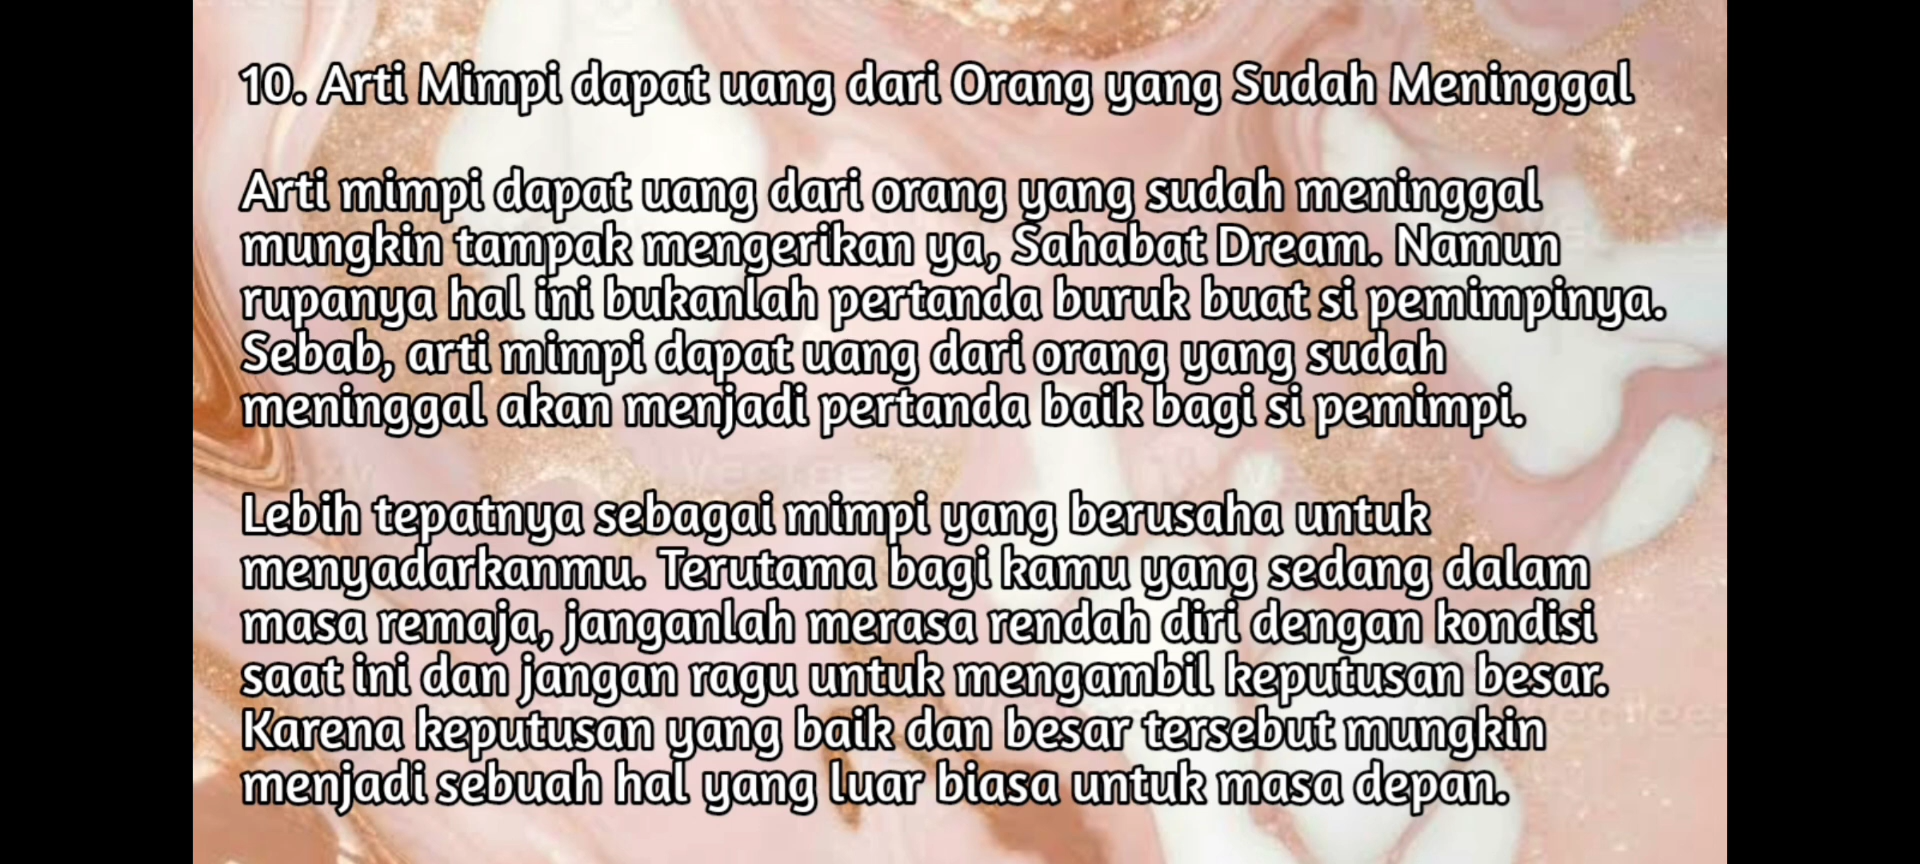 10. Arti Mimpi dapat uang dari Orang yang Sudah Meninggal
Arti mimpi dapat uang dari orang yang sudah meninggal
mungkin tampak mengerikan ya, Sahabat Dream. Namun
rupanya hal ini bukanlah pertanda buruk buat si pemimpinya.
Sebab, arti mimpi dapat uang dari orang yang sudah
meninggal akan menjadi pertanda baik bagi si pemimpi.
Lebih tepatnya sebagai mimpi yang berusaha untuk
menyadarkanmu. Terutama bagi kamu yang sedang dalam
masa remaja, janganlah merasa rendah diri dengan kondisi
saat ini dan jangan ragu untuk mengambil keputusan besar.
Karena keputusan yang baik dan besar tersebut mungkin
menjadi sebuah hal yang luar biasa untuk masa depan.